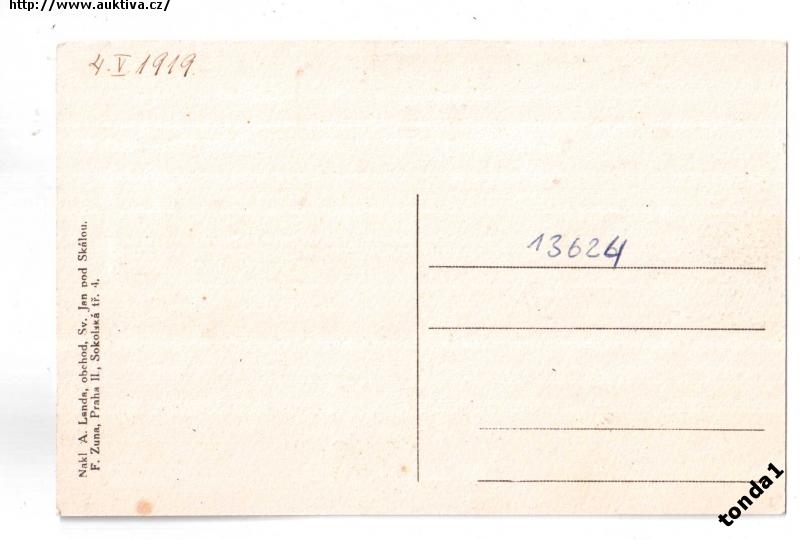 http://www.auktiva.cz/
4. V 1919.
13624
Nakl A. Landa, obchod, Sv. Jan pod Skálou.
F. Zuna, Praha II., Sokolská tř. 4.
tonda1